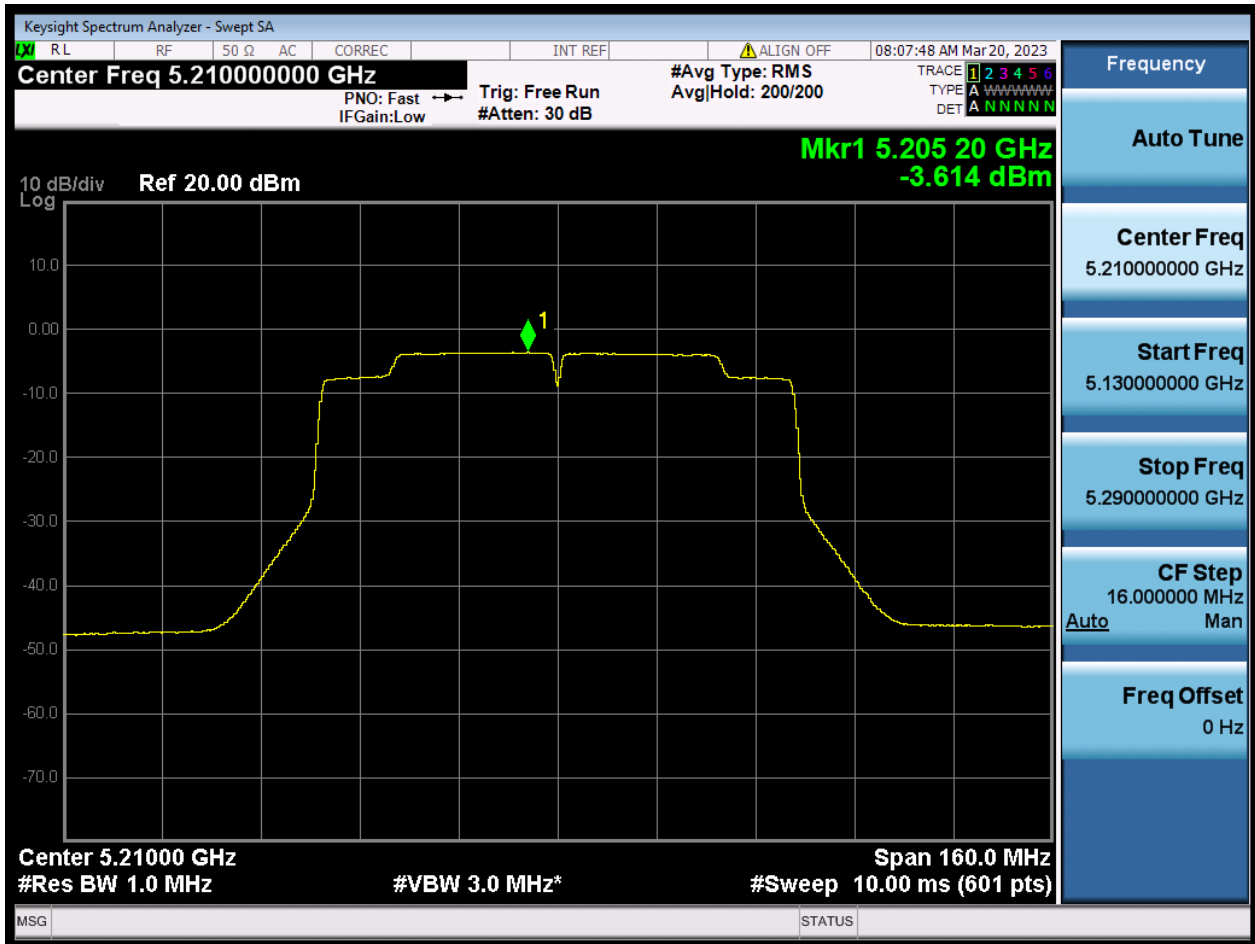 Keysight Spectrum Analyzer - Swept SA
LXI RL RF 50 Ω AC CORREC INT REF ALIGN OFF 08:07:48 AM Mar 20, 2023
Center Freq 5.210000000 GHz #Avg Type: RMS TRACE 1 2 3 4 5 6
PNO: Fast Trig: Free Run Avg|Hold: 200/200 TYPE A WWWWW
IFGain:Low #Atten: 30 dB DET A N N N N N
Mkr1 5.205 20 GHz
-3.614 dBm
10 dB/div Ref 20.00 dBm
Log
10.0
0.00
-10.0
-20.0
-30.0
-40.0
-50.0
-60.0
-70.0
1
Center 5.21000 GHz Span 160.0 MHz
#Res BW 1.0 MHz #VBW 3.0 MHz* #Sweep 10.00 ms (601 pts)
MSG STATUS
Frequency
Auto Tune
Center Freq
5.210000000 GHz
Start Freq
5.130000000 GHz
Stop Freq
5.290000000 GHz
CF Step
16.000000 MHz
Auto Man
Freq Offset
0 Hz